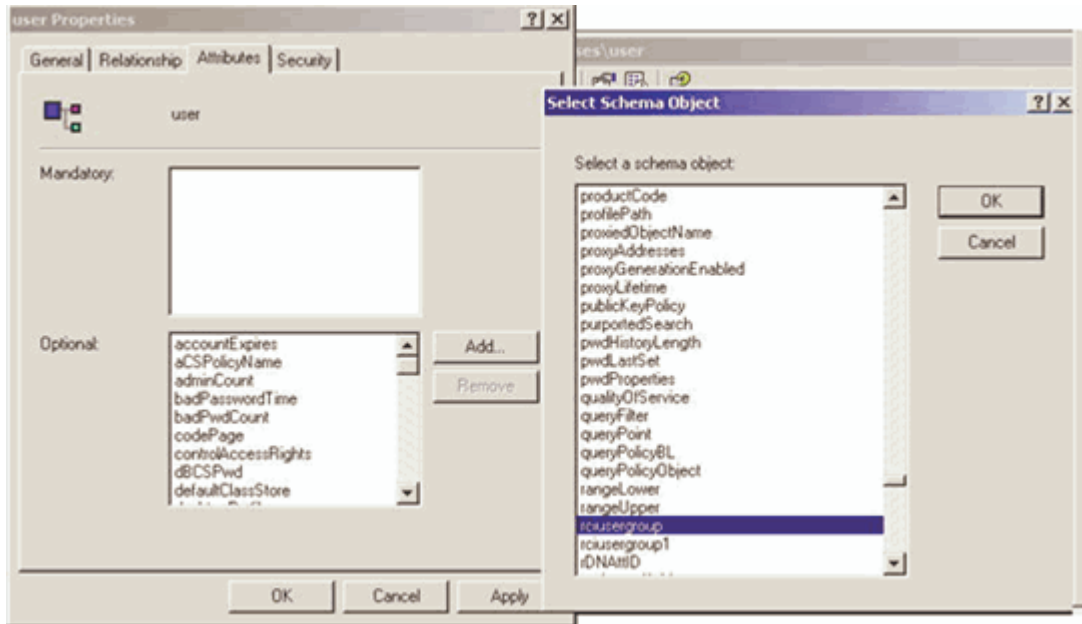 user Properties
General
Relationship
Attributes
Security
user
Mandatory:
Optional:
accountExpires
aCSPolicyName
adminCount
badPasswordTime
badPwdCount
codePage
controlAccessRights
dBCSPwd
defaultClassStore
Add...
Remove
OK
Cancel
Apply
ses\user
Select Schema Object
Select a schema object:
productCode
profilePath
proxiedObjectName
proxyAddresses
proxyGenerationEnabled
proxyLifetime
publicKeyPolicy
purportedSearch
pwdHistoryLength
pwdLastSet
pwdProperties
qualityOfService
queryFilter
queryPoint
queryPolicyBL
queryPolicyObject
rangeLower
rangeUpper
rciusergroup
rciusergroup1
rDNAttID
OK
Cancel